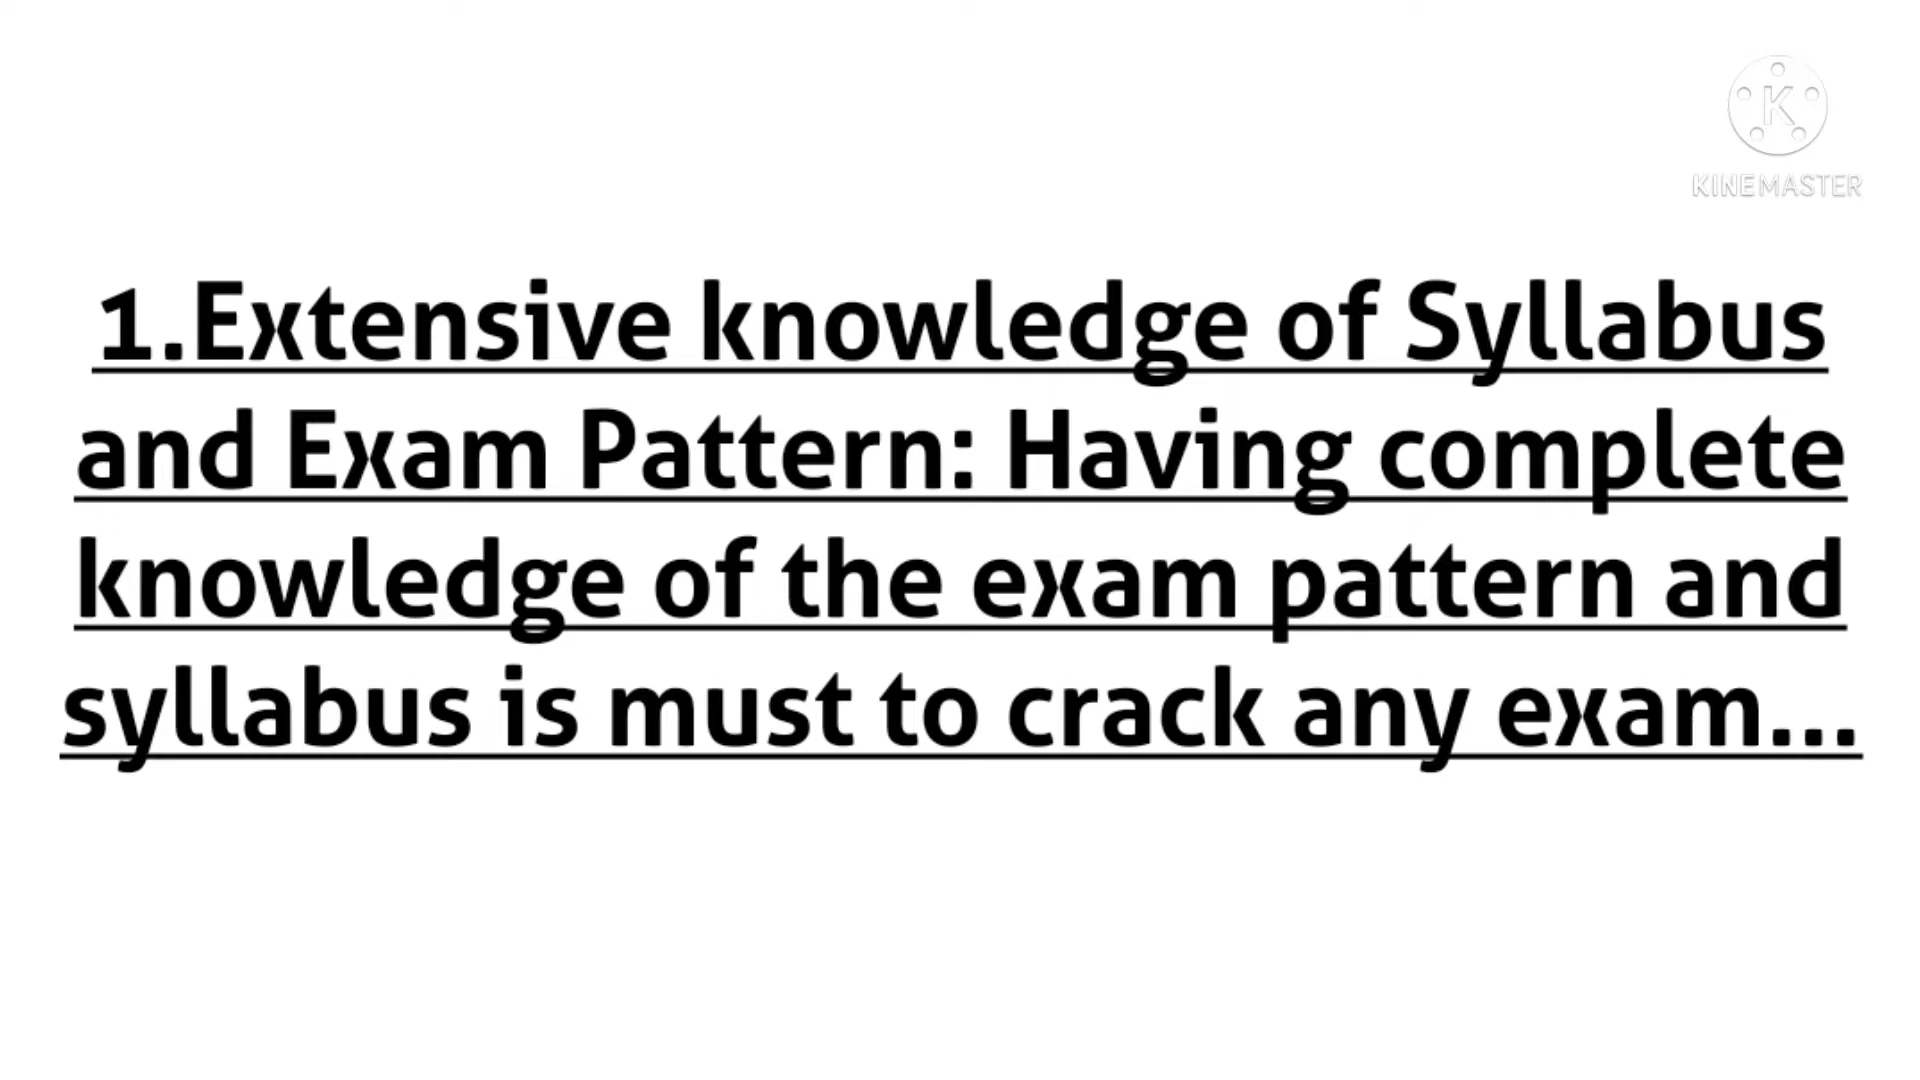 K
KINEMASTER
1.Extensive knowledge of Syllabus
and Exam Pattern: Having complete
knowledge of the exam pattern and
syllabus is must to crack any exam...